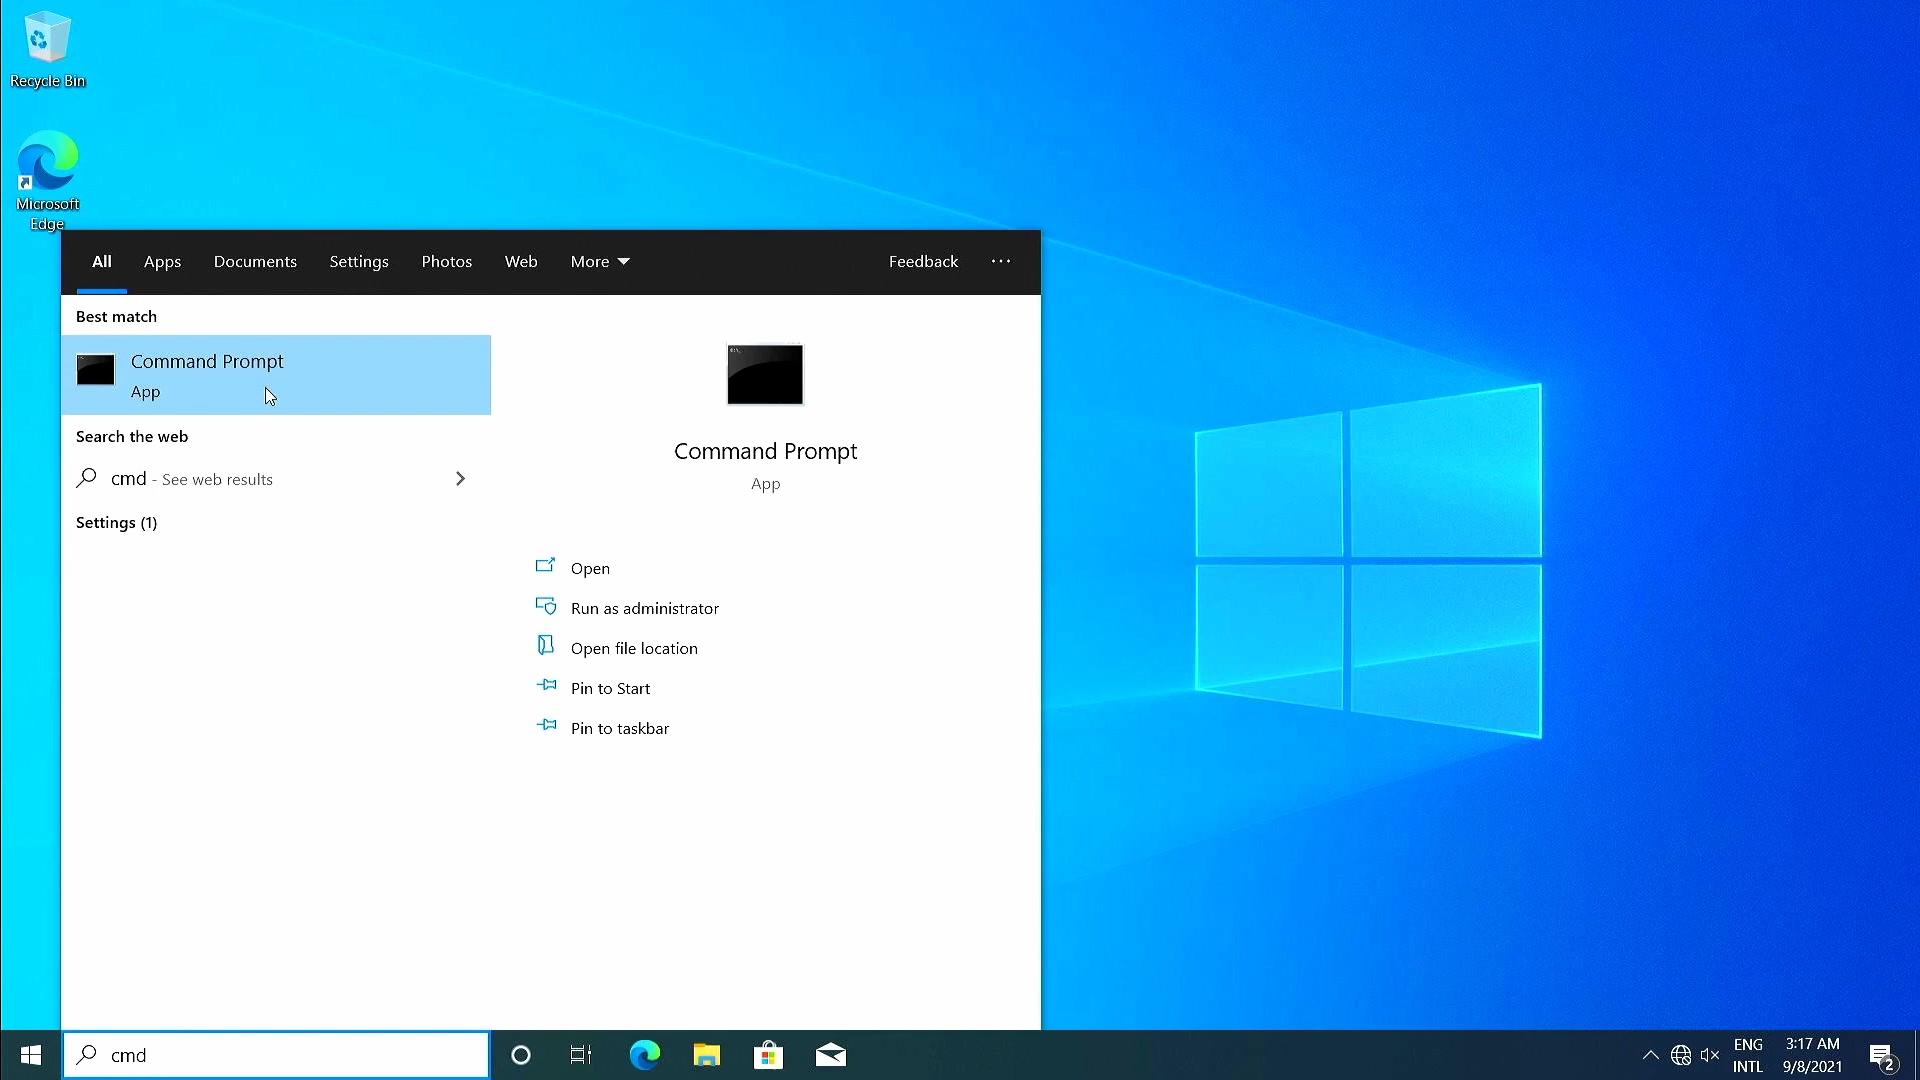 Recycle Bin
Microsoft
Edge
All Apps Documents Settings Photos Web More Feedback ···
Best match
Command Prompt
App
Search the web
cmd - See web results
Settings (1)
Command Prompt
App
Open
Run as administrator
Open file location
Pin to Start
Pin to taskbar
cmd
ENG
INTL
3:17 AM
9/8/2021
2